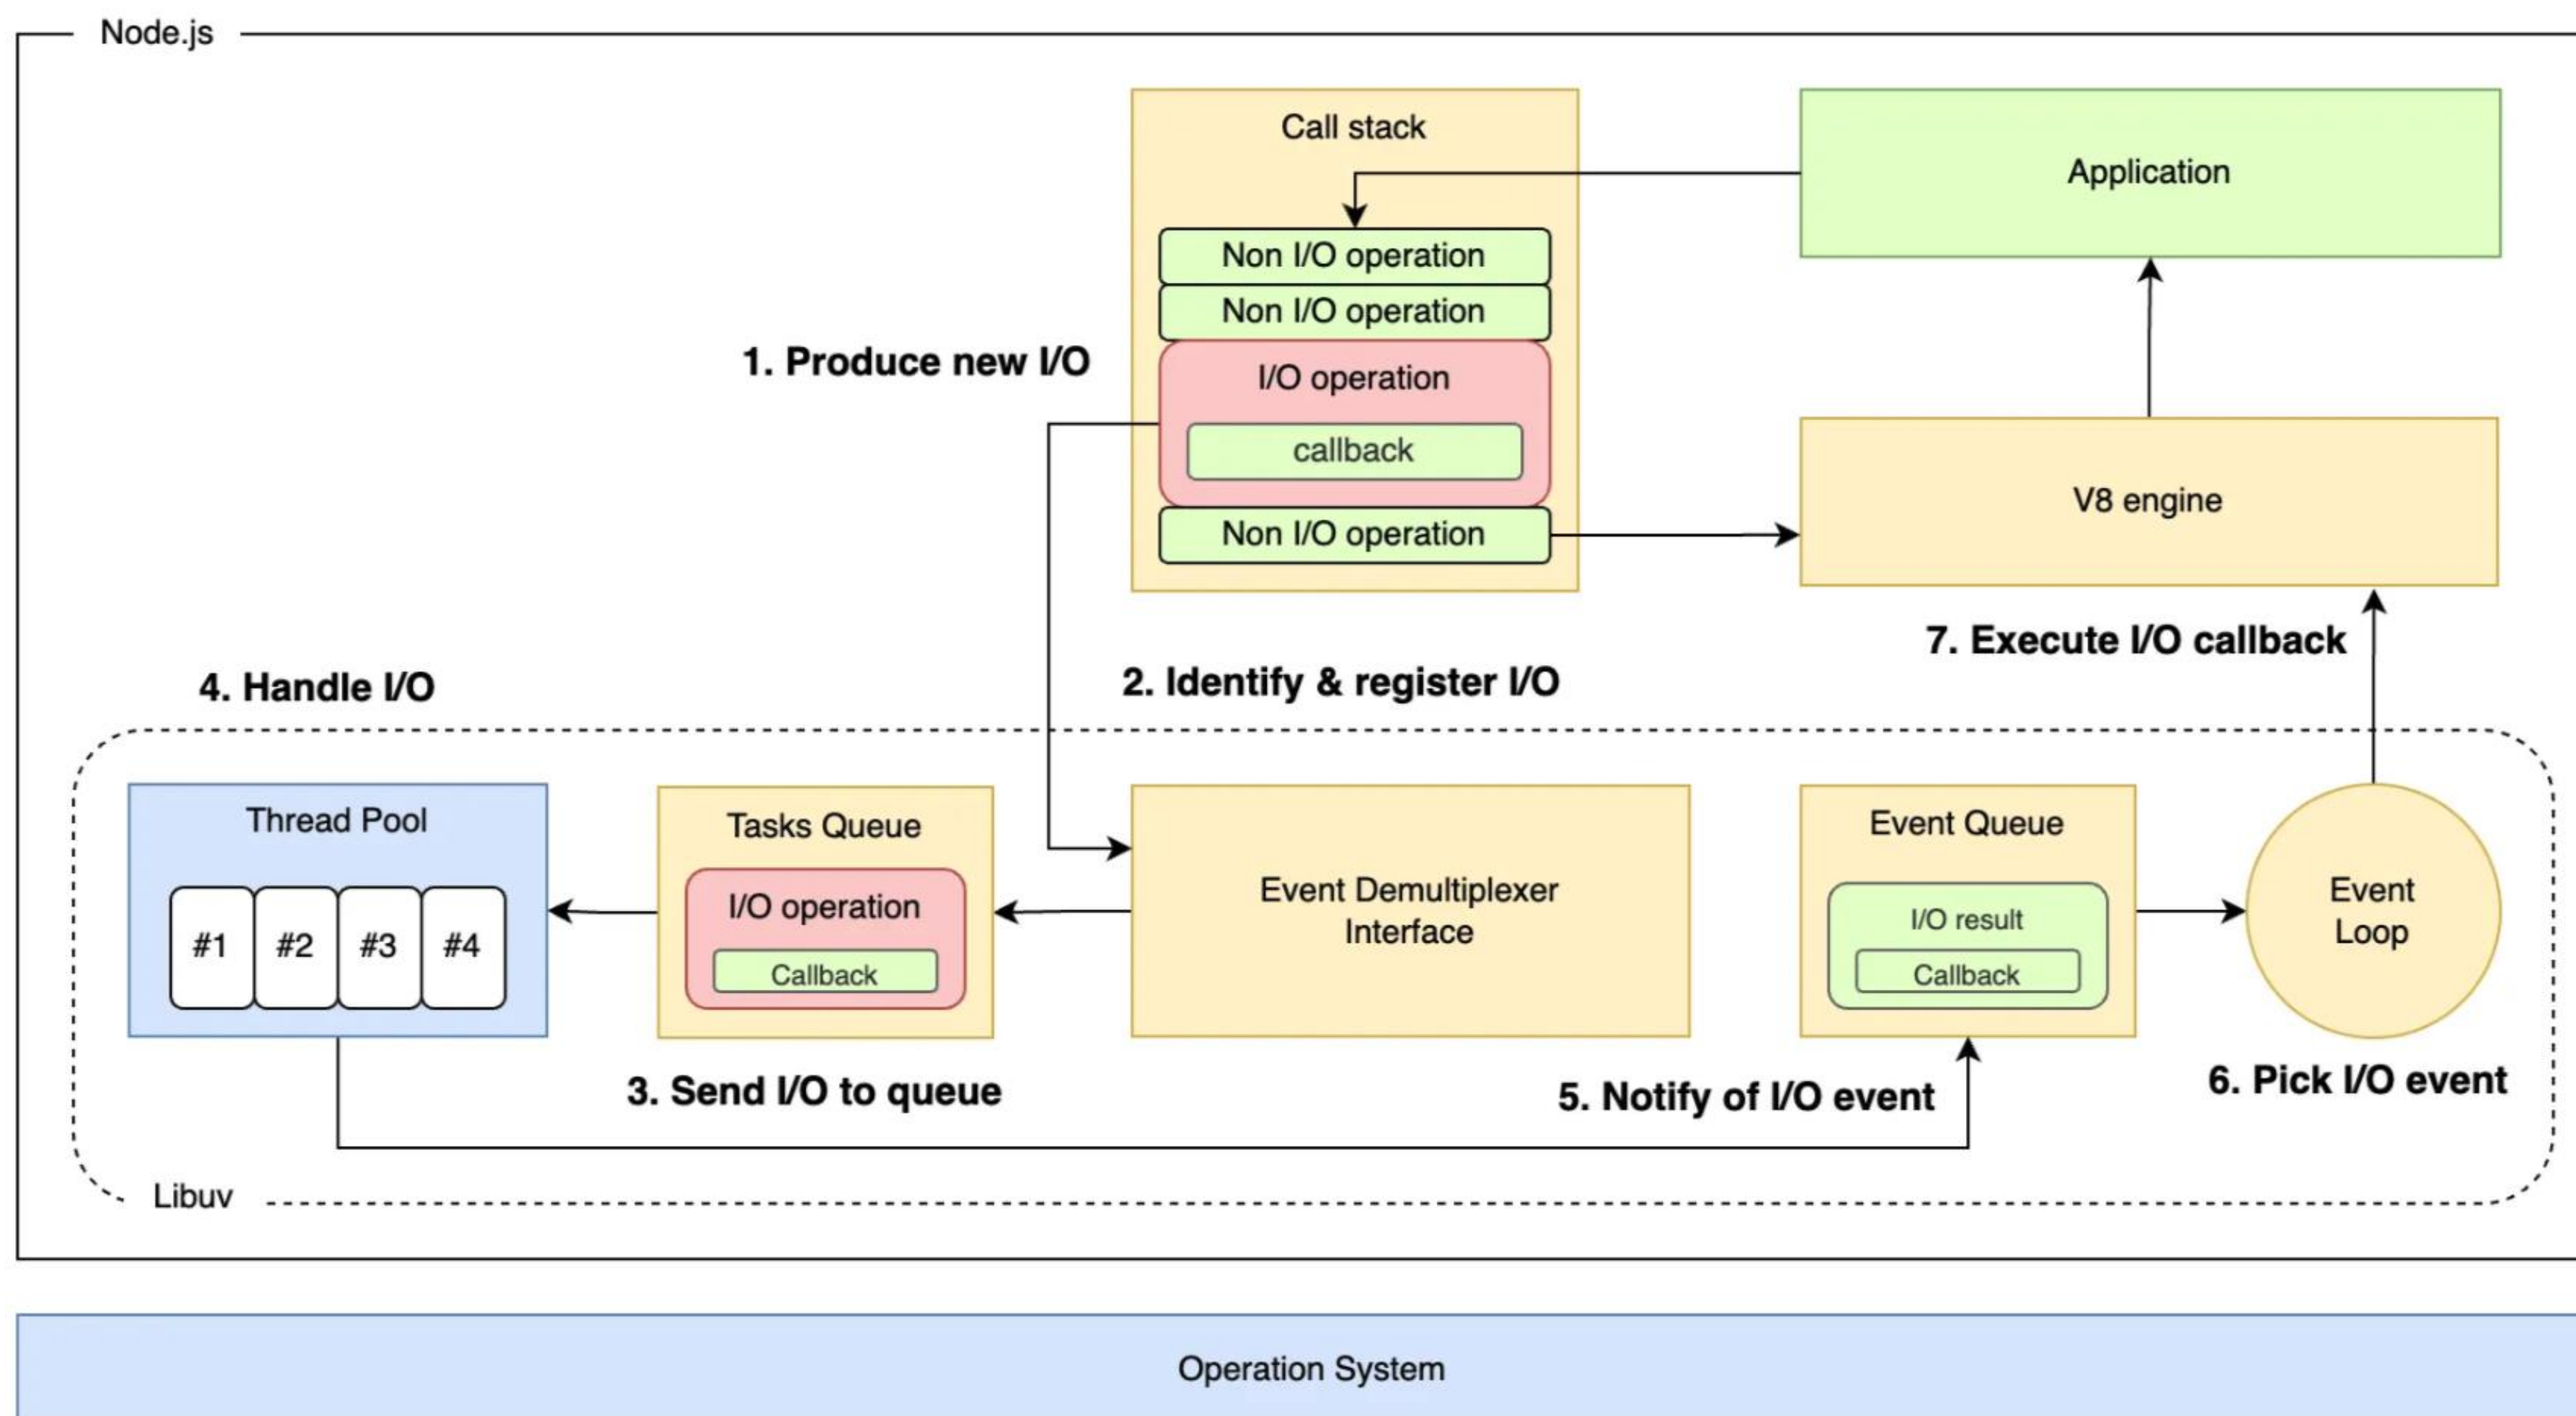 Node.js
Call stack
Application
Non I/O operation
Non I/O operation
1. Produce new I/O
I/O operation
callback
Non I/O operation
V8 engine
7. Execute I/O callback
4. Handle I/O
2. Identify & register I/O
Thread Pool
#1 #2 #3 #4
Tasks Queue
I/O operation
Callback
Event Demultiplexer
Interface
Event Queue
I/O result
Callback
Event
Loop
3. Send I/O to queue
5. Notify of I/O event
6. Pick I/O event
Libuv
Operation System